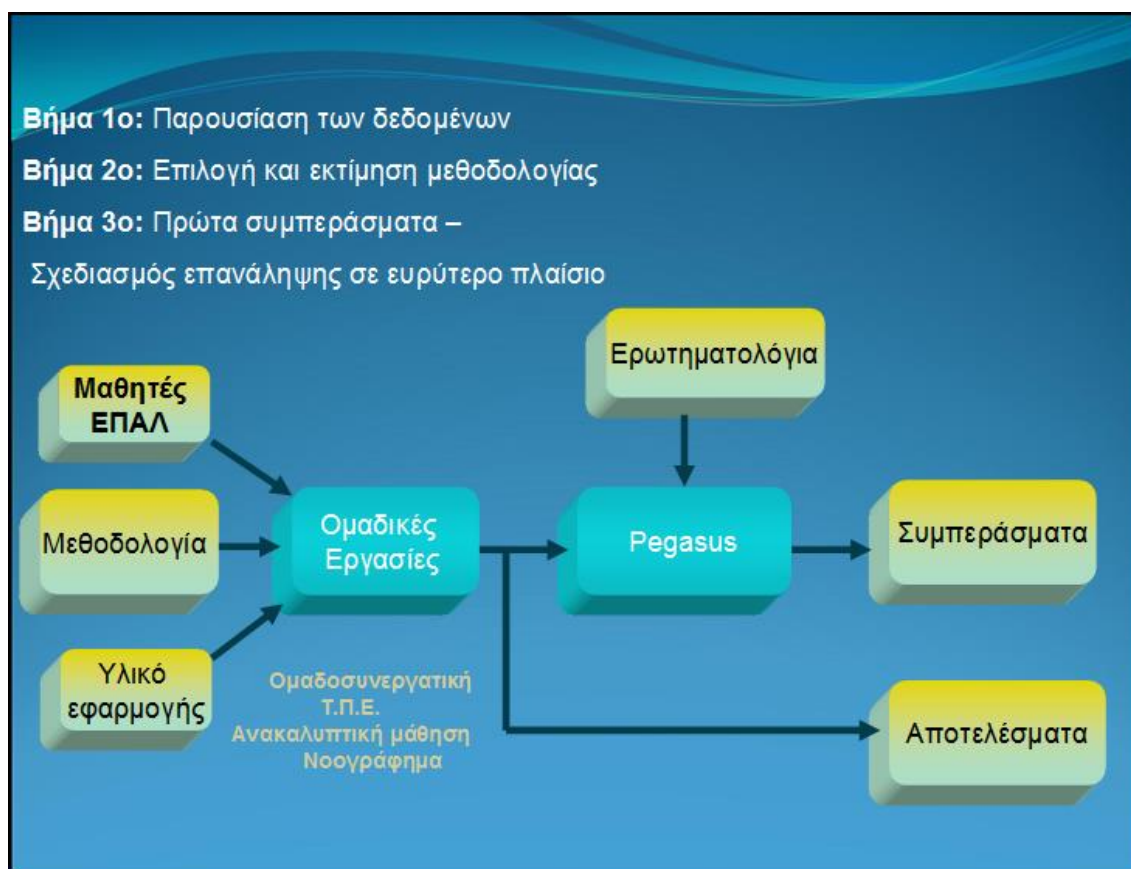 Βήμα 1ο: Παρουσίαση των δεδομένων
Βήμα 2ο: Επιλογή και εκτίμηση μεθοδολογίας
Βήμα 3ο: Πρώτα συμπεράσματα –
Σχεδιασμός επανάληψης σε ευρύτερο πλαίσιο
Ερωτηματολόγια
Μαθητές
ΕΠΑΛ
Μεθοδολογία
Ομαδικές
Εργασίες
Pegasus
Συμπεράσματα
Υλικό
εφαρμογής
Ομαδοσυνεργατική
Τ.Π.Ε.
Ανακαλυπτική μάθηση
Νοογράφημα
Αποτελέσματα